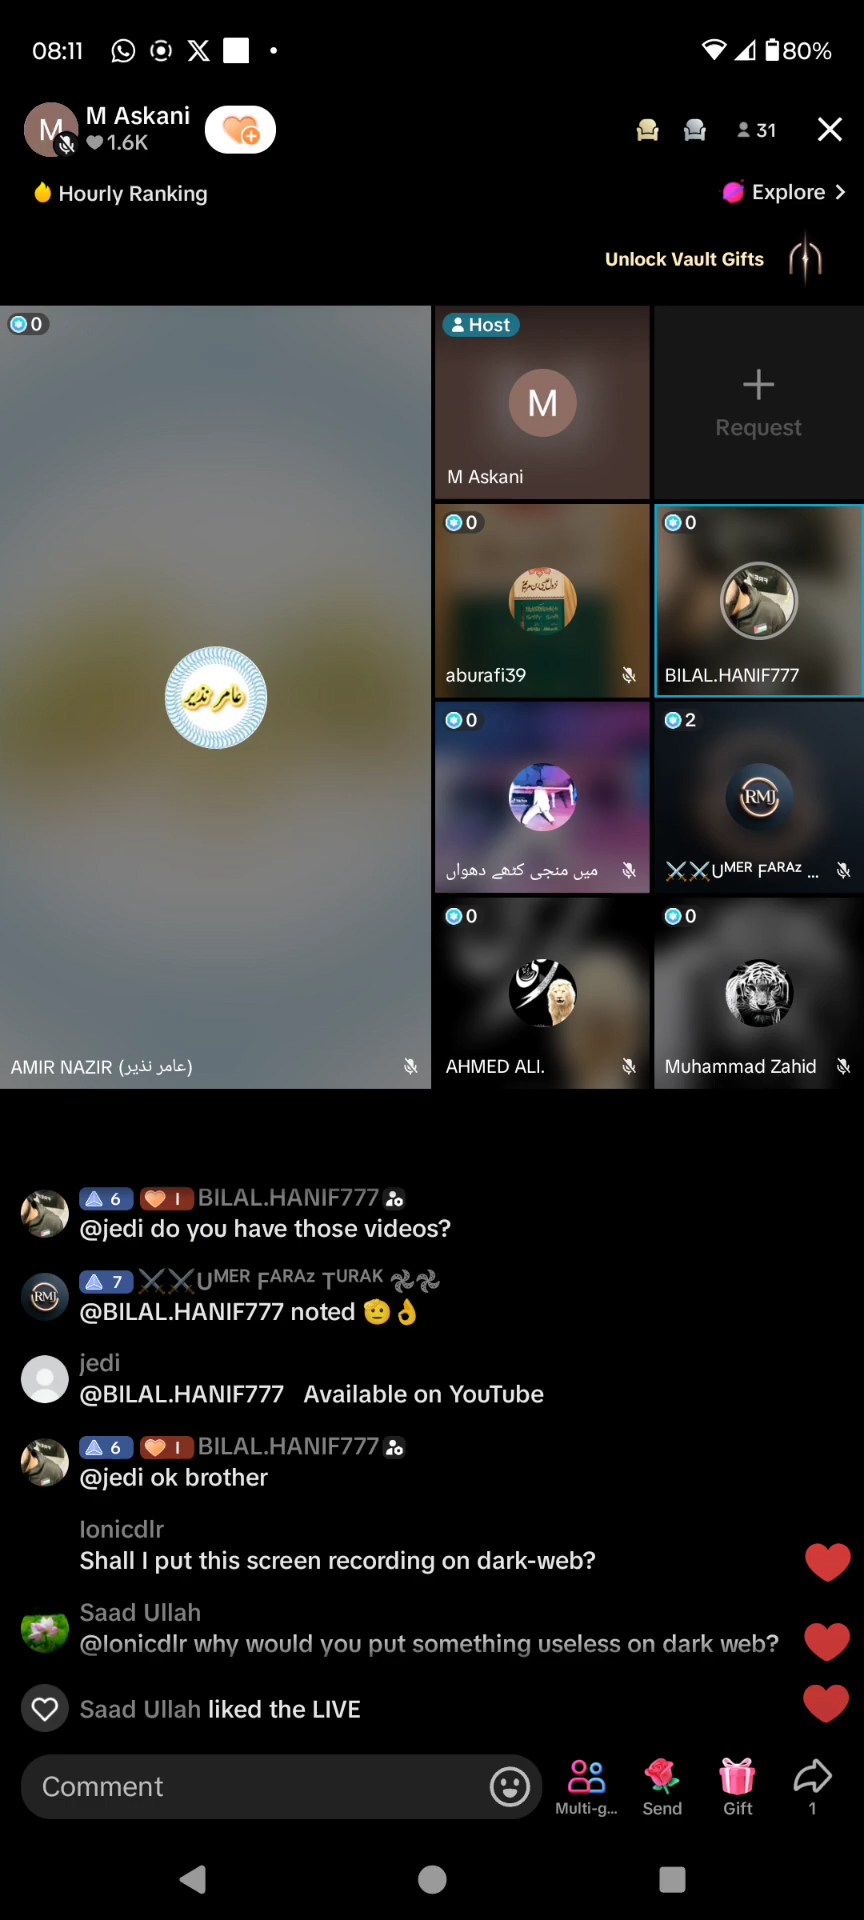 08:11
80%
M
M Askani
1.6K
31
Hourly Ranking
Explore
Unlock Vault Gifts
0
عامر نذیر
AMIR NAZIR (عامر نذیر)
Host
M
M Askani
Request
0
aburafi39
0
BILAL.HANIF777
0
میں منجی کٹھے دھواں
2
RMJ
⚔️⚔️Uᴹᴱᴿ Fᴬᴿᴬᶻ ...
0
AHMED ALI.
0
Muhammad Zahid
6 I BILAL.HANIF777
@jedi do you have those videos?
RMJ
7 ⚔️⚔️Uᴹᴱᴿ Fᴬᴿᴬᶻ Tᵁᴿᴬᴷ
@BILAL.HANIF777 noted 🫡👌
jedi
@BILAL.HANIF777 Available on YouTube
6 I BILAL.HANIF777
@jedi ok brother
lonicdlr
Shall I put this screen recording on dark-web?
Saad Ullah
@lonicdlr why would you put something useless on dark web?
Saad Ullah liked the LIVE
Comment
Multi-g...
Send
Gift
1